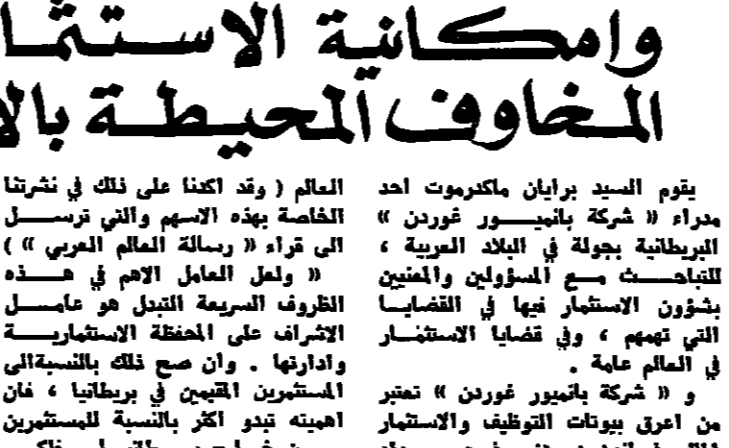 وامكانية الاستثما
المخاوف المحيطة بالا
يقوم السيد برايان ماكدرموت احد
مدراء « شركة بانميور غوردن »
البريطانية بجولة في البلاد العربية ،
للتباحث مع المسؤولين والمعنيين
بشؤون الاستثمار فيها في القضايا
التي تهمهم ، وفي قضايا الاستثمار
في العالم عامة .
و « شركة بانميور غوردن » تعتبر
من اعرق بيوتات التوظيف والاستثمار
العالم ( وقد اكدنا على ذلك في نشرتنا
الخاصة بهذه الاسهم والتي ترسل
الى قراء « رسالة العالم العربي » )
« ولعل العامل الاهم في هذه
الظروف السريعة التبدل هو عامل
الاشراف على المحفظة الاستثمارية
وادارتها . وان صح ذلك بالنسبةالى
المستثمرين المقيمين في بريطانيا ، فان
اهميته تبدو اكثر بالنسبة للمستثمرين